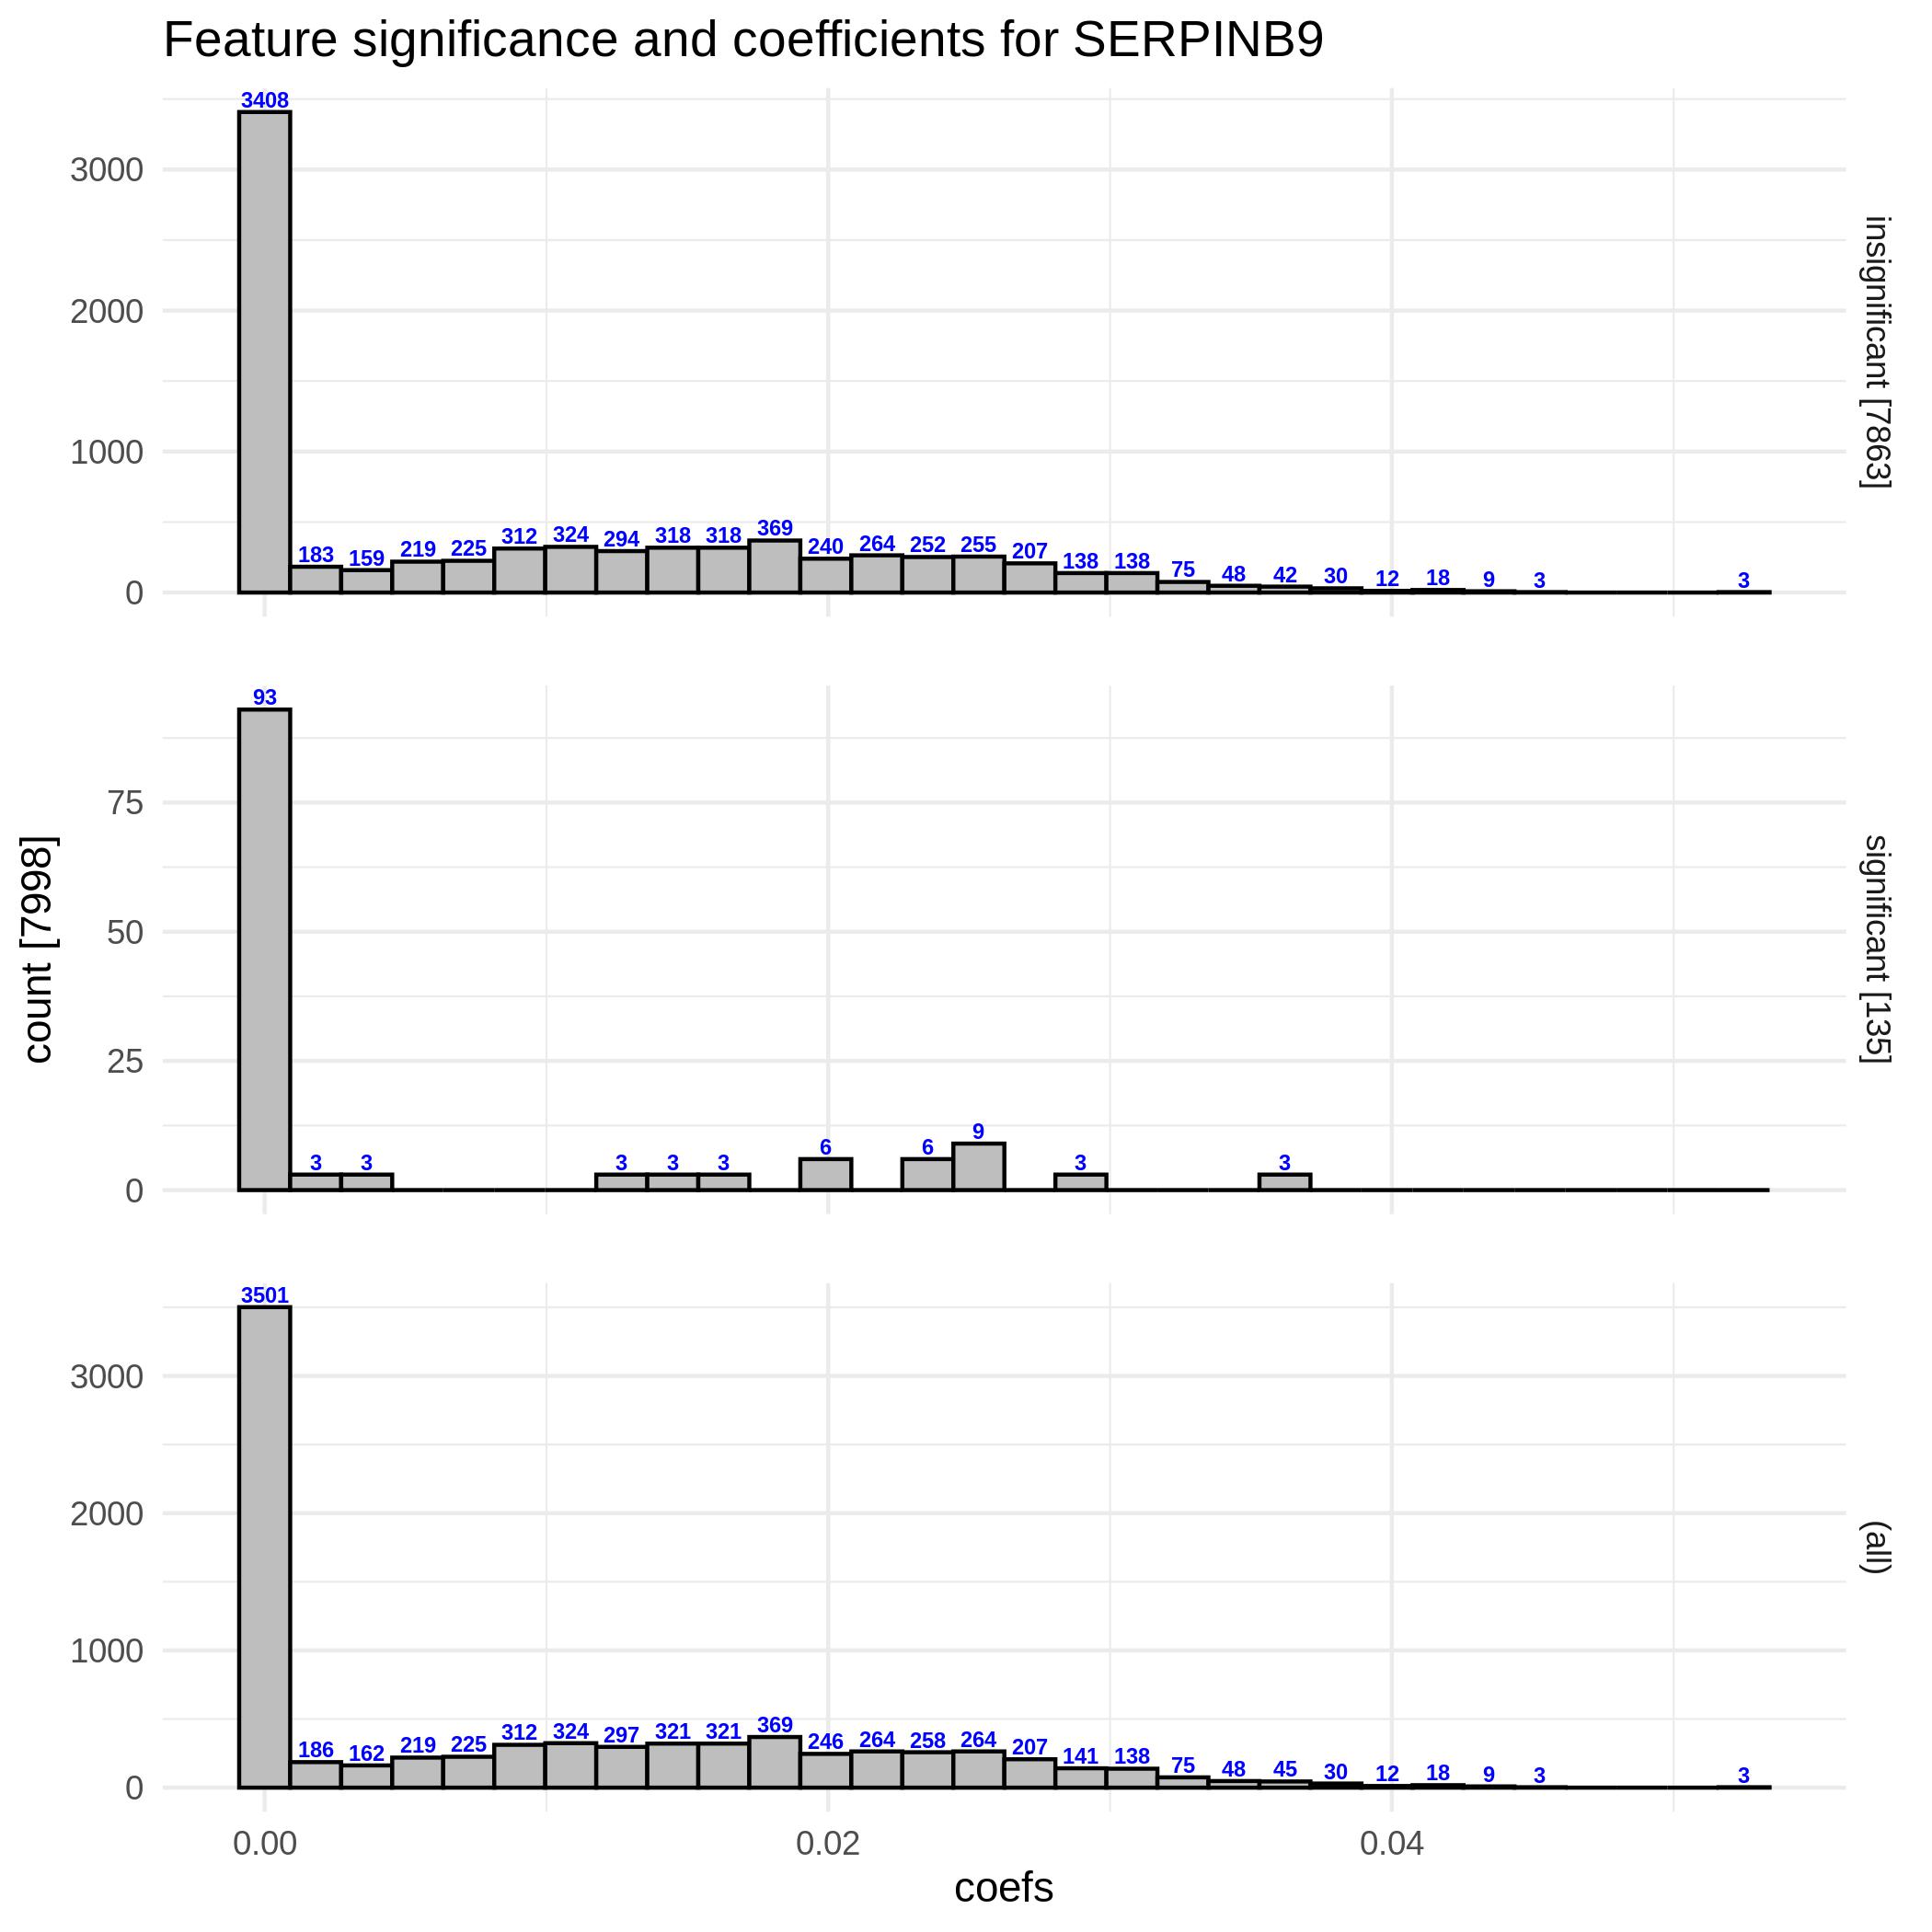 Feature significance and coefficients for SERPINB9
count [7998]
3408
183 159 219 225 312 324 294 318 318 369 240 264 252 255 207 138 138 75 48 42 30 12 18 9 3 3
3000
2000
1000
0
insignificant [7863]
93
3 3 3 3 3 6 6 9 3 3
75
50
25
0
significant [135]
3501
186 162 219 225 312 324 297 321 321 369 246 264 258 264 207 141 138 75 48 45 30 12 18 9 3 3
3000
2000
1000
0
(all)
0.00 0.02 0.04
coefs